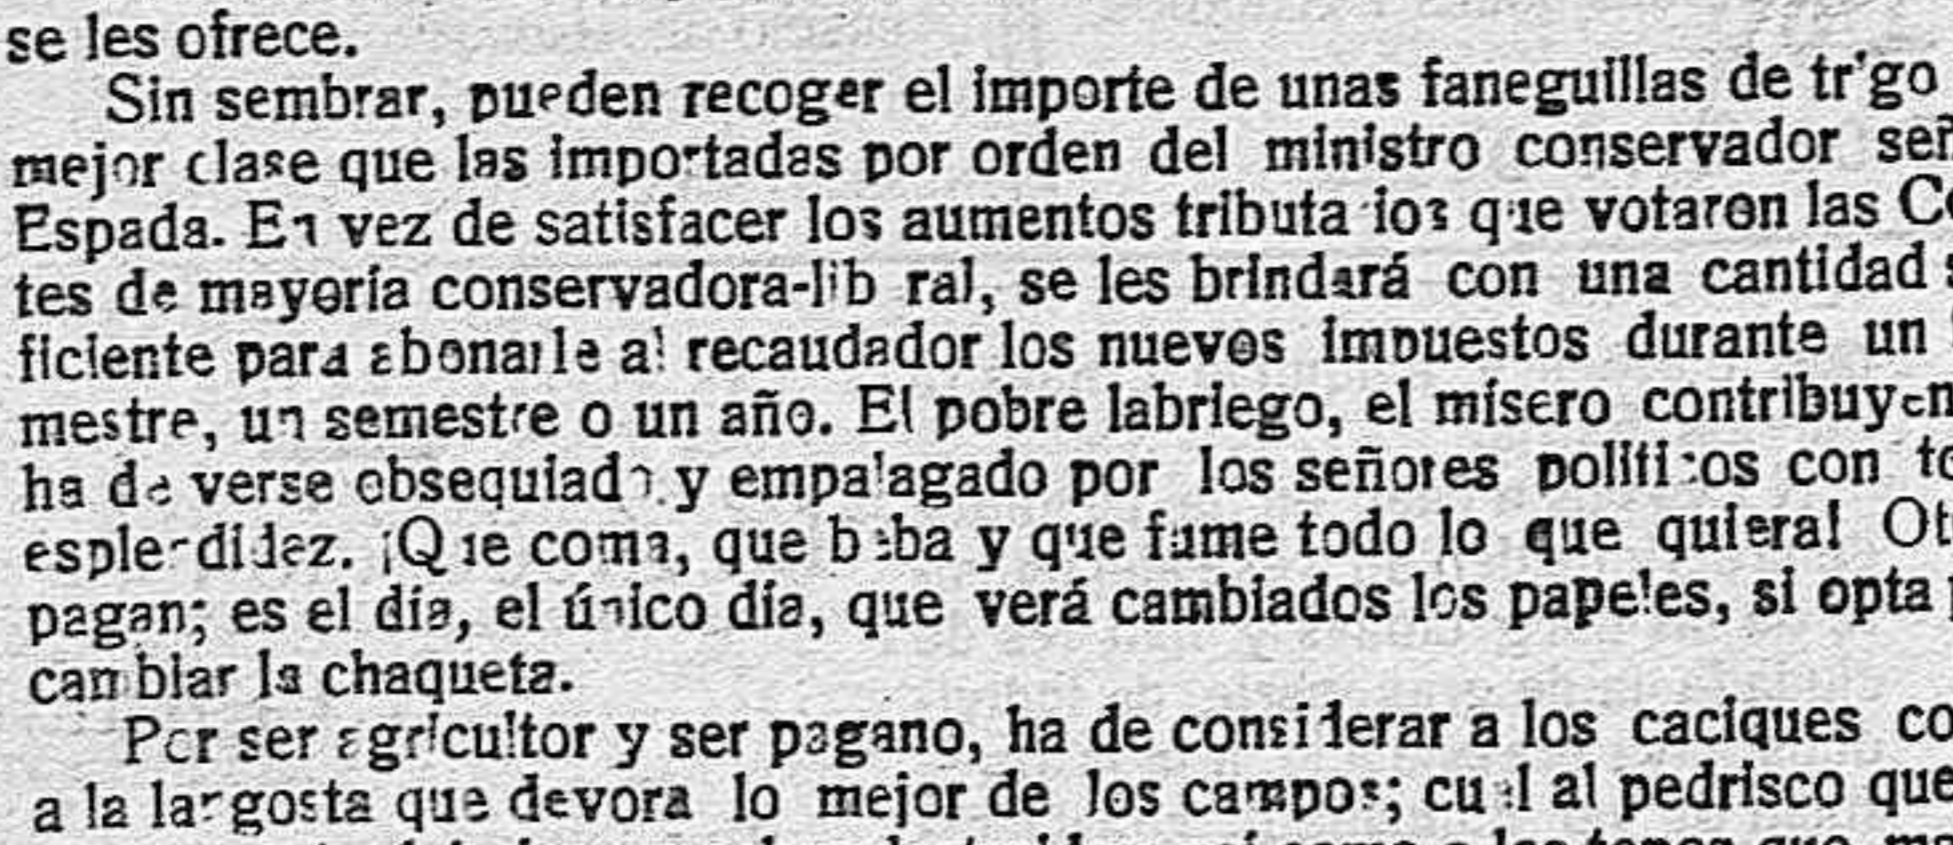 se les ofrece.
Sin sembrar, pueden recoger el importe de unas faneguillas de trigo
mejor clase que las importadas por orden del ministro conservador señ
Espada. En vez de satisfacer los aumentos tributarios que votaron las Co
tes de mayoría conservadora-liberal, se les brindará con una cantidad s
ficiente para abonarle al recaudador los nuevos impuestos durante un
mestre, un semestre o un año. El pobre labriego, el mísero contribuyen
ha de verse obsequiado y empalagado por los señores políticos con to
esplendidez. ¡Que coma, que beba y que fume todo lo que quiera! Ot
pagan; es el día, el único día, que verá cambiados los papeles, si opta
cambiar la chaqueta.
Por ser agricultor y ser pagano, ha de considerar a los caciques co
a la langosta que devora lo mejor de los campos; cual al pedrisco que